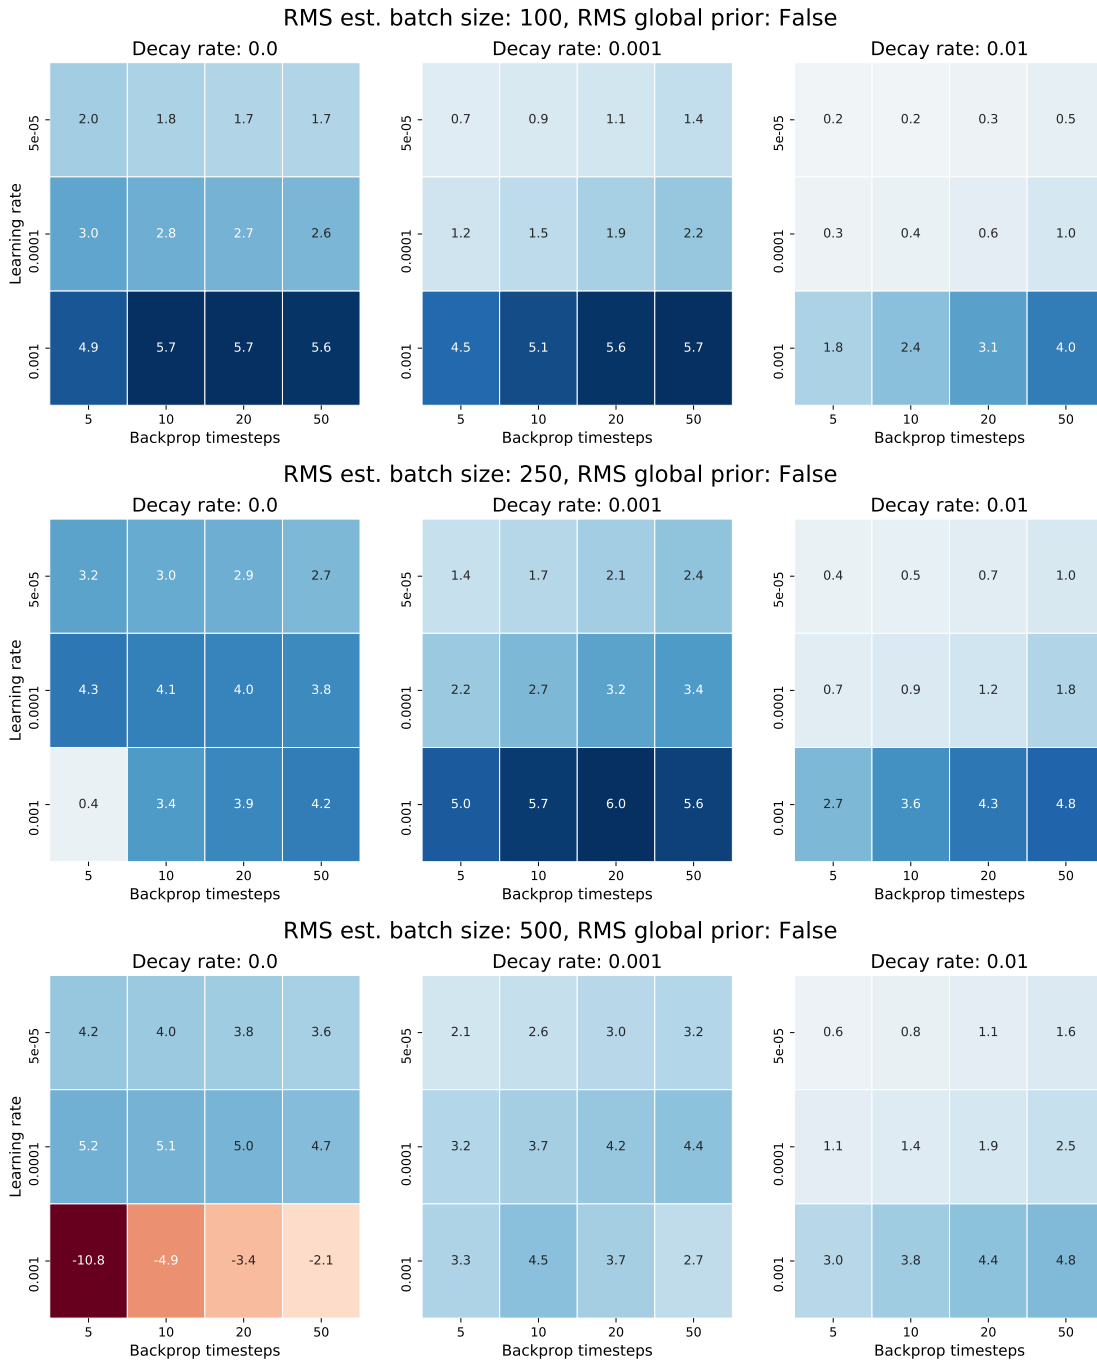 RMS est. batch size: 100, RMS global prior: False
Decay rate: 0.0 Decay rate: 0.001 Decay rate: 0.01
Learning rate
5e-05 2.0 1.8 1.7 1.7 5e-05 0.7 0.9 1.1 1.4 5e-05 0.2 0.2 0.3 0.5
0.0001 3.0 2.8 2.7 2.6 0.0001 1.2 1.5 1.9 2.2 0.0001 0.3 0.4 0.6 1.0
0.001 4.9 5.7 5.7 5.6 0.001 4.5 5.1 5.6 5.7 0.001 1.8 2.4 3.1 4.0
5 10 20 50 5 10 20 50 5 10 20 50
Backprop timesteps Backprop timesteps Backprop timesteps
RMS est. batch size: 250, RMS global prior: False
Decay rate: 0.0 Decay rate: 0.001 Decay rate: 0.01
Learning rate
5e-05 3.2 3.0 2.9 2.7 5e-05 1.4 1.7 2.1 2.4 5e-05 0.4 0.5 0.7 1.0
0.0001 4.3 4.1 4.0 3.8 0.0001 2.2 2.7 3.2 3.4 0.0001 0.7 0.9 1.2 1.8
0.001 0.4 3.4 3.9 4.2 0.001 5.0 5.7 6.0 5.6 0.001 2.7 3.6 4.3 4.8
5 10 20 50 5 10 20 50 5 10 20 50
Backprop timesteps Backprop timesteps Backprop timesteps
RMS est. batch size: 500, RMS global prior: False
Decay rate: 0.0 Decay rate: 0.001 Decay rate: 0.01
Learning rate
5e-05 4.2 4.0 3.8 3.6 5e-05 2.1 2.6 3.0 3.2 5e-05 0.6 0.8 1.1 1.6
0.0001 5.2 5.1 5.0 4.7 0.0001 3.2 3.7 4.2 4.4 0.0001 1.1 1.4 1.9 2.5
0.001 -10.8 -4.9 -3.4 -2.1 0.001 3.3 4.5 3.7 2.7 0.001 3.0 3.8 4.4 4.8
5 10 20 50 5 10 20 50 5 10 20 50
Backprop timesteps Backprop timesteps Backprop timesteps